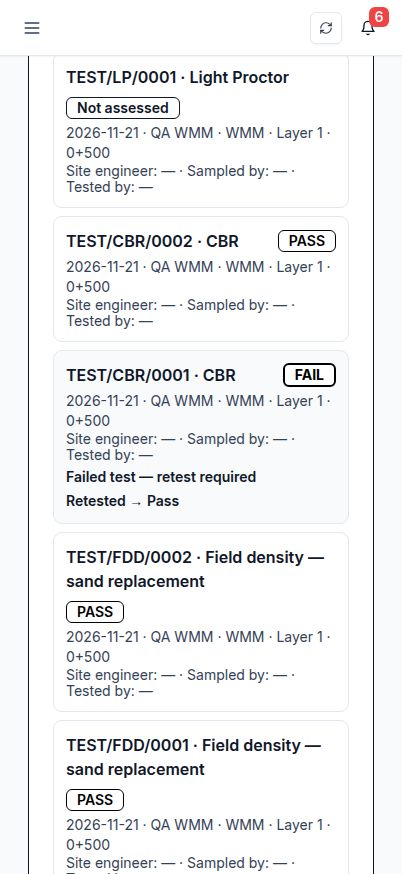 6
TEST/LP/0001 · Light Proctor
Not assessed
2026-11-21 · QA WMM · WMM · Layer 1 ·
0+500
Site engineer: — · Sampled by: — ·
Tested by: —
TEST/CBR/0002 · CBR PASS
2026-11-21 · QA WMM · WMM · Layer 1 ·
0+500
Site engineer: — · Sampled by: — ·
Tested by: —
TEST/CBR/0001 · CBR FAIL
2026-11-21 · QA WMM · WMM · Layer 1 ·
0+500
Site engineer: — · Sampled by: — ·
Tested by: —
Failed test — retest required
Retested → Pass
TEST/FDD/0002 · Field density —
sand replacement
PASS
2026-11-21 · QA WMM · WMM · Layer 1 ·
0+500
Site engineer: — · Sampled by: — ·
Tested by: —
TEST/FDD/0001 · Field density —
sand replacement
PASS
2026-11-21 · QA WMM · WMM · Layer 1 ·
0+500
Site engineer: — · Sampled by: — ·